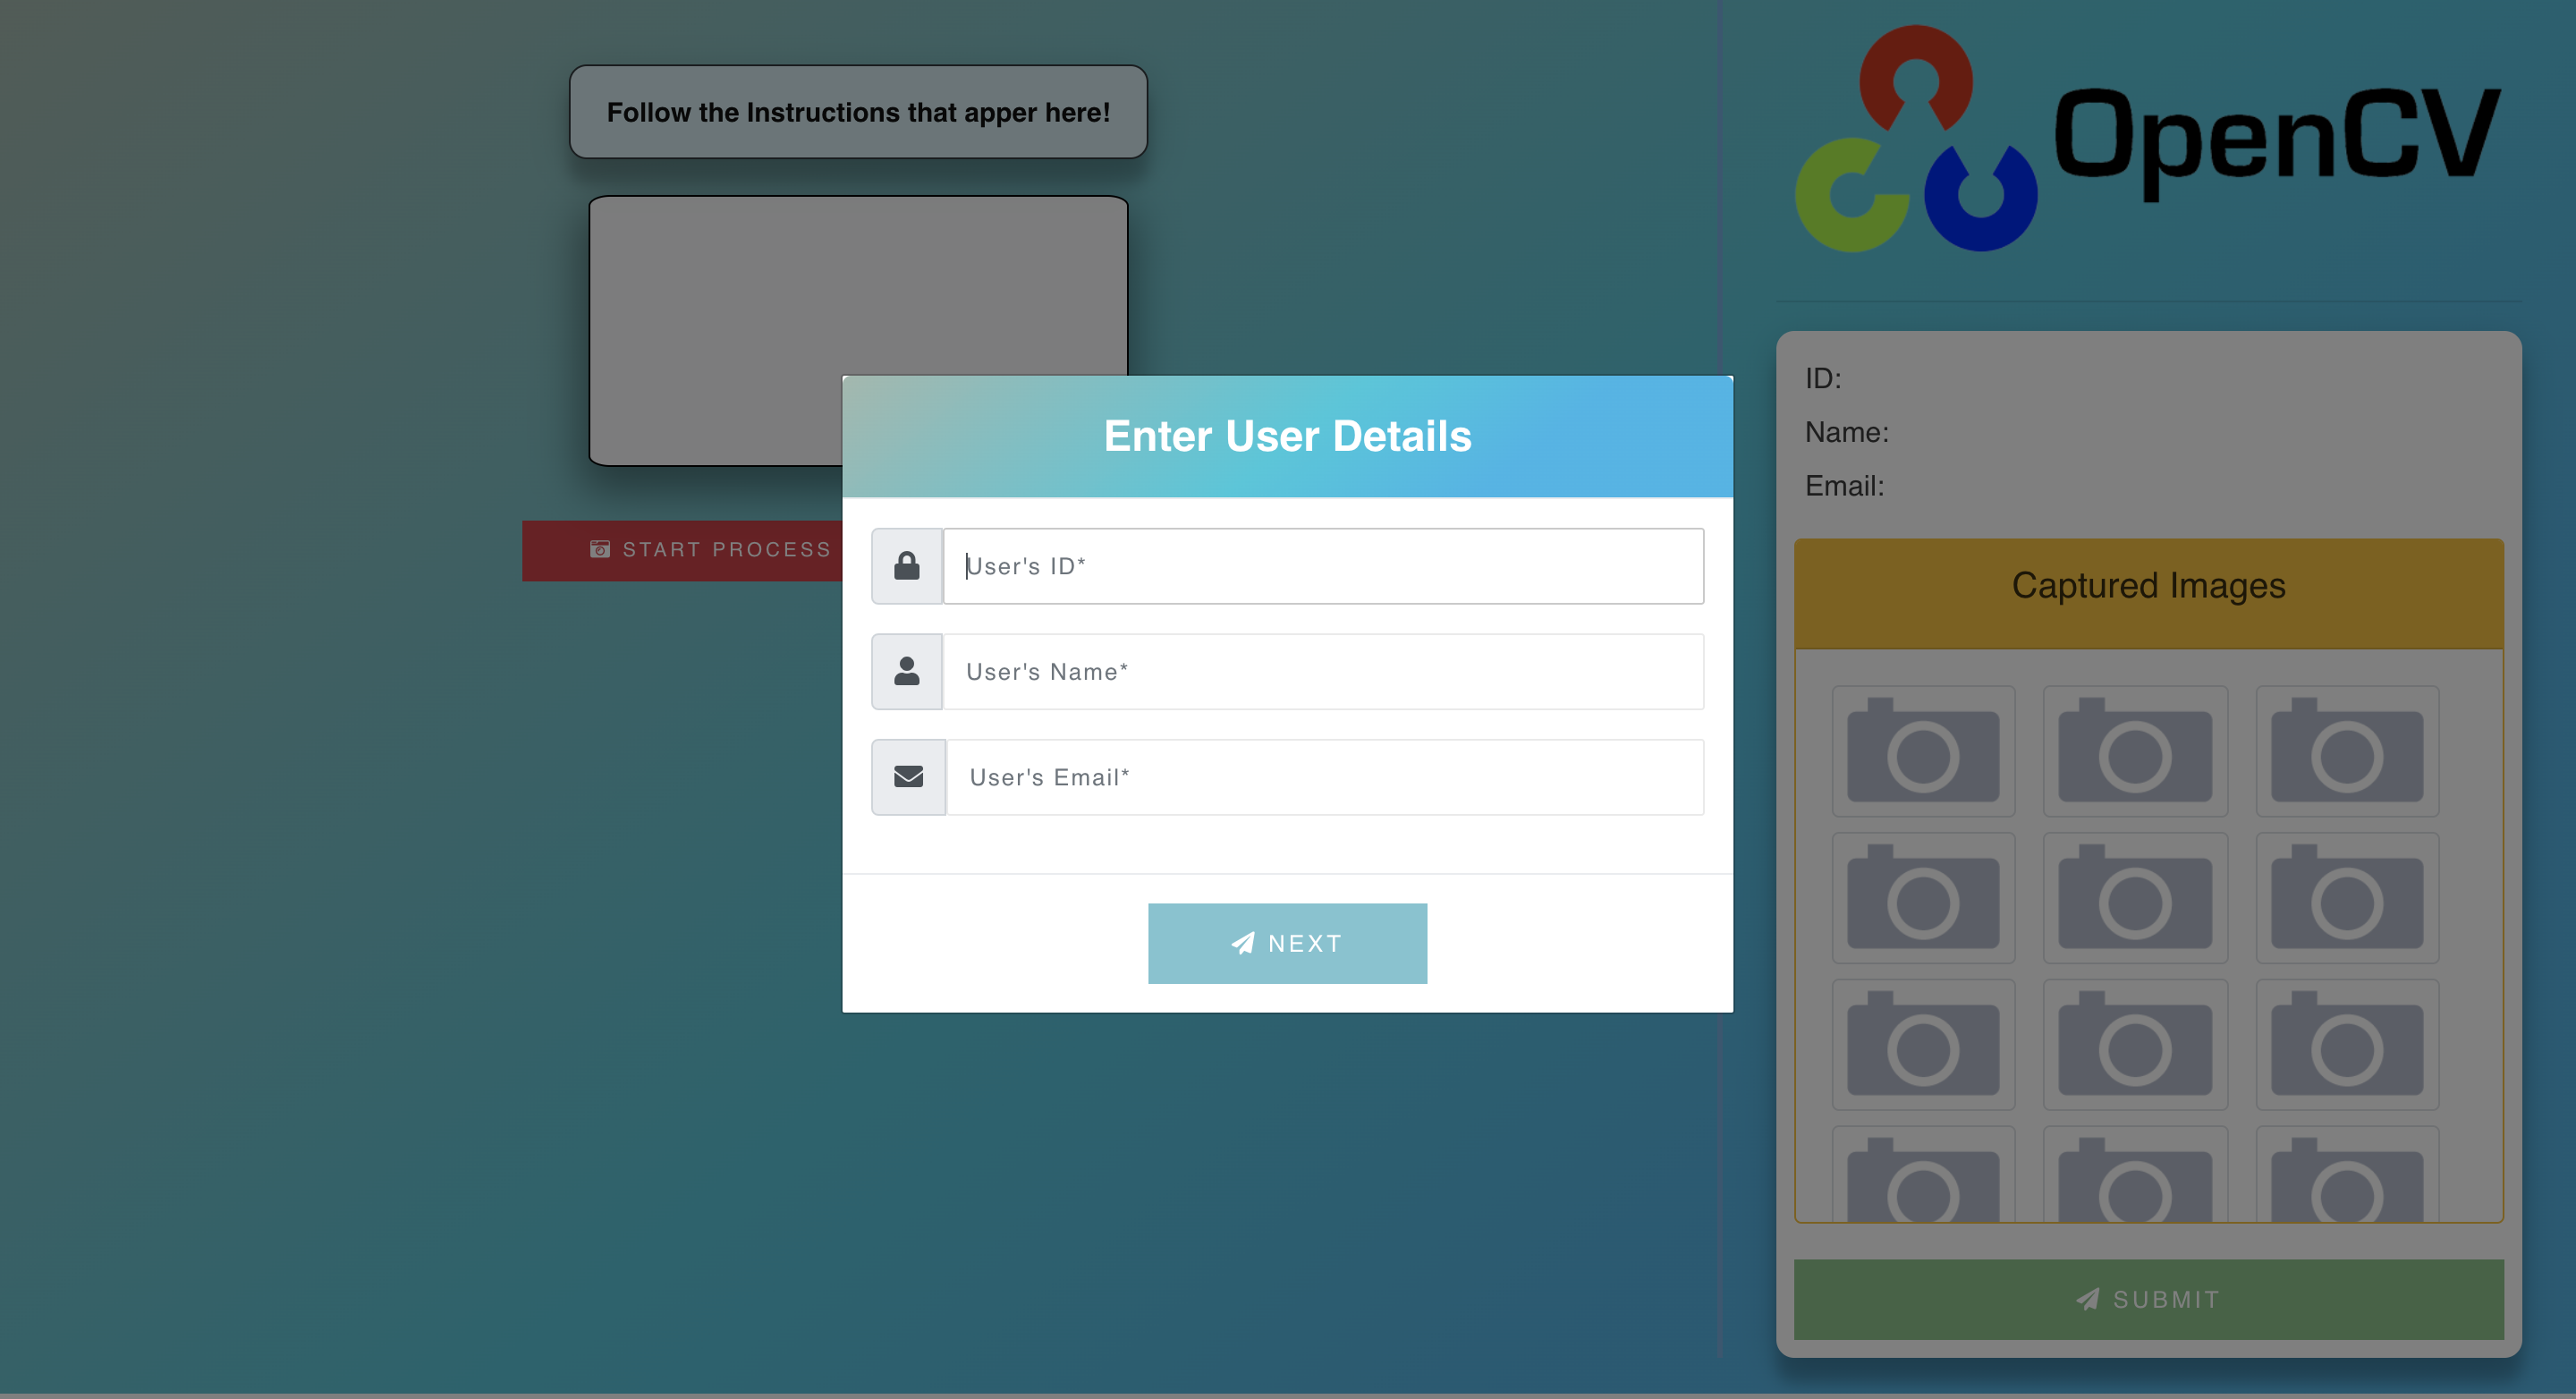 Follow the Instructions that apper here!
START PROCESS
OpenCV
ID:
Name:
Email:
Captured Images
SUBMIT
Enter User Details
User's ID*
User's Name*
User's Email*
NEXT